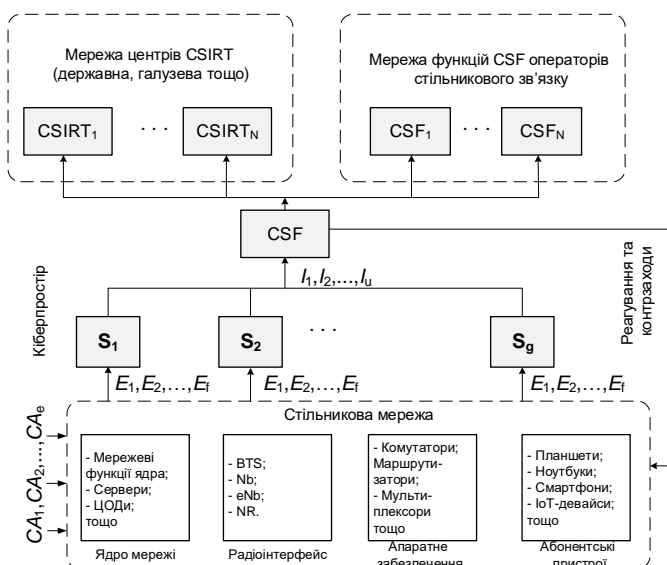 Мережа центрів CSIRT
(державна, галузева тощо)
Мережа функцій CSF операторів
стільникового зв’язку
CSIRT1 . . . CSIRTN
CSF1 . . . CSFN
CSF
I1,I2,...,Iu
Кіберпростір
Реагування та
контрзаходи
S1 S2 . . . Sg
E1,E2,...,Ef E1,E2,...,Ef E1,E2,...,Ef
CA1, CA2,..., CAe
Стільникова мережа
- Мережеві
функції ядра;
- Сервери;
- ЦОДи;
тощо
Ядро мережі
- BTS;
- Nb;
- eNb;
- NR.
Радіоінтерфейс
- Комутатори;
Маршрути-
затори;
- Мульти-
плексори
тощо
Апаратне
забезпечення
- Планшети;
- Ноутбуки;
- Смартфони;
- IoT-девайси;
тощо
Абонентські
пристрої